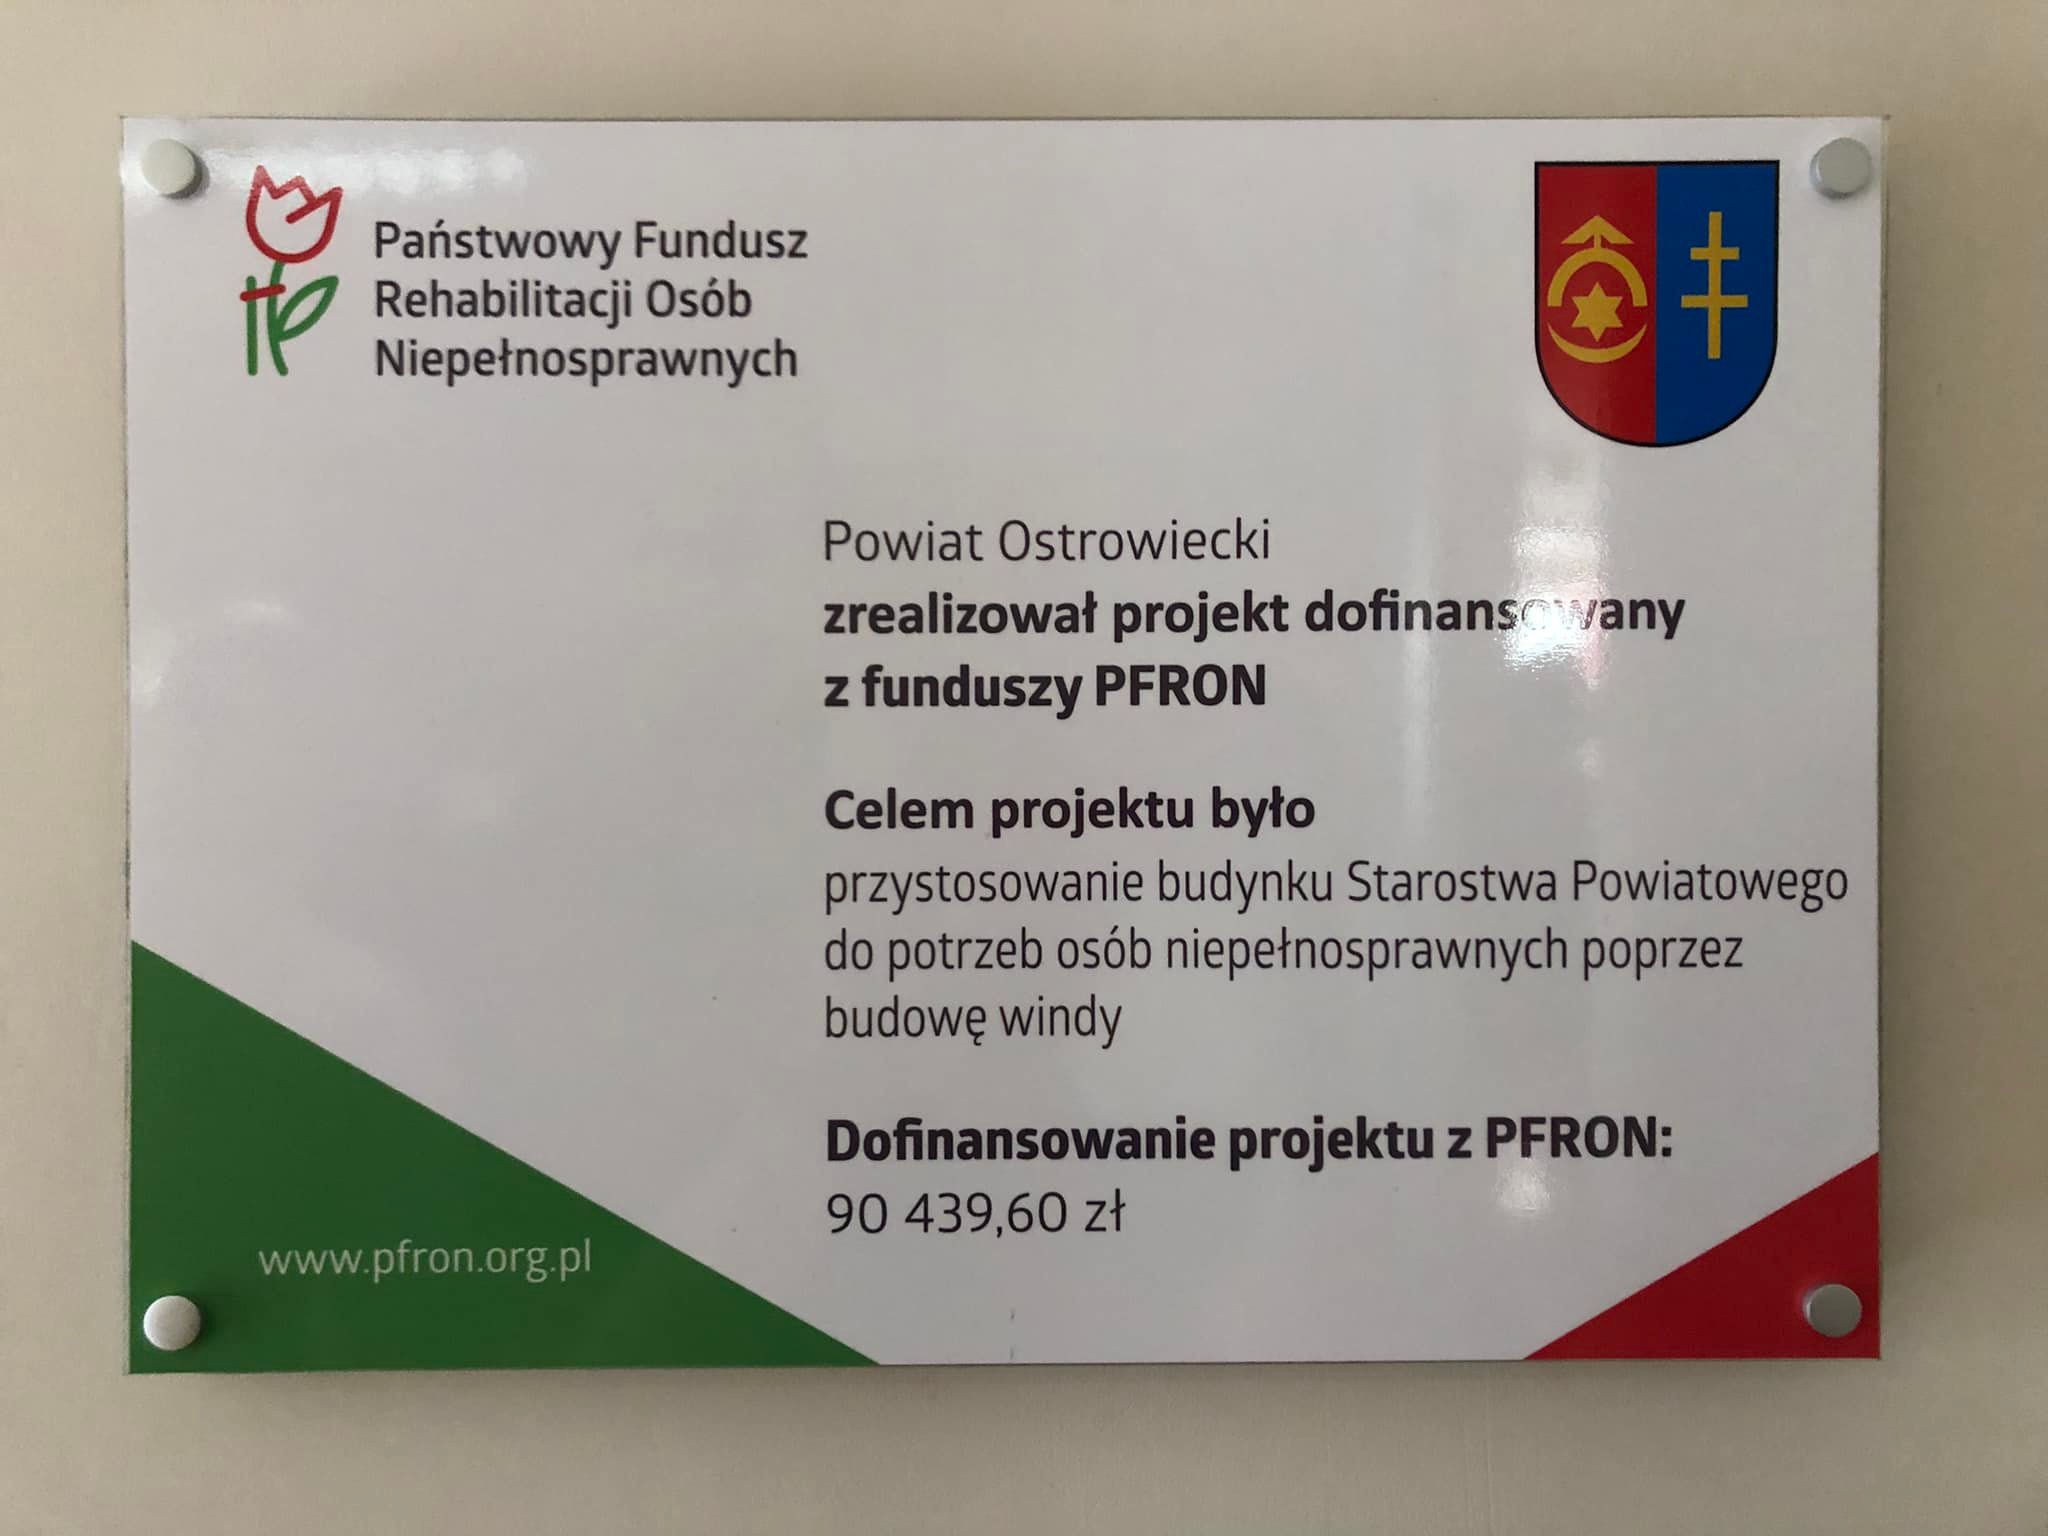 Państwowy Fundusz
Rehabilitacji Osób
Niepełnosprawnych
Powiat Ostrowiecki
zrealizował projekt dofinansowany
z funduszy PFRON
Celem projektu było
przystosowanie budynku Starostwa Powiatowego
do potrzeb osób niepełnosprawnych poprzez
budowę windy
Dofinansowanie projektu z PFRON:
90 439,60 zł
www.pfron.org.pl